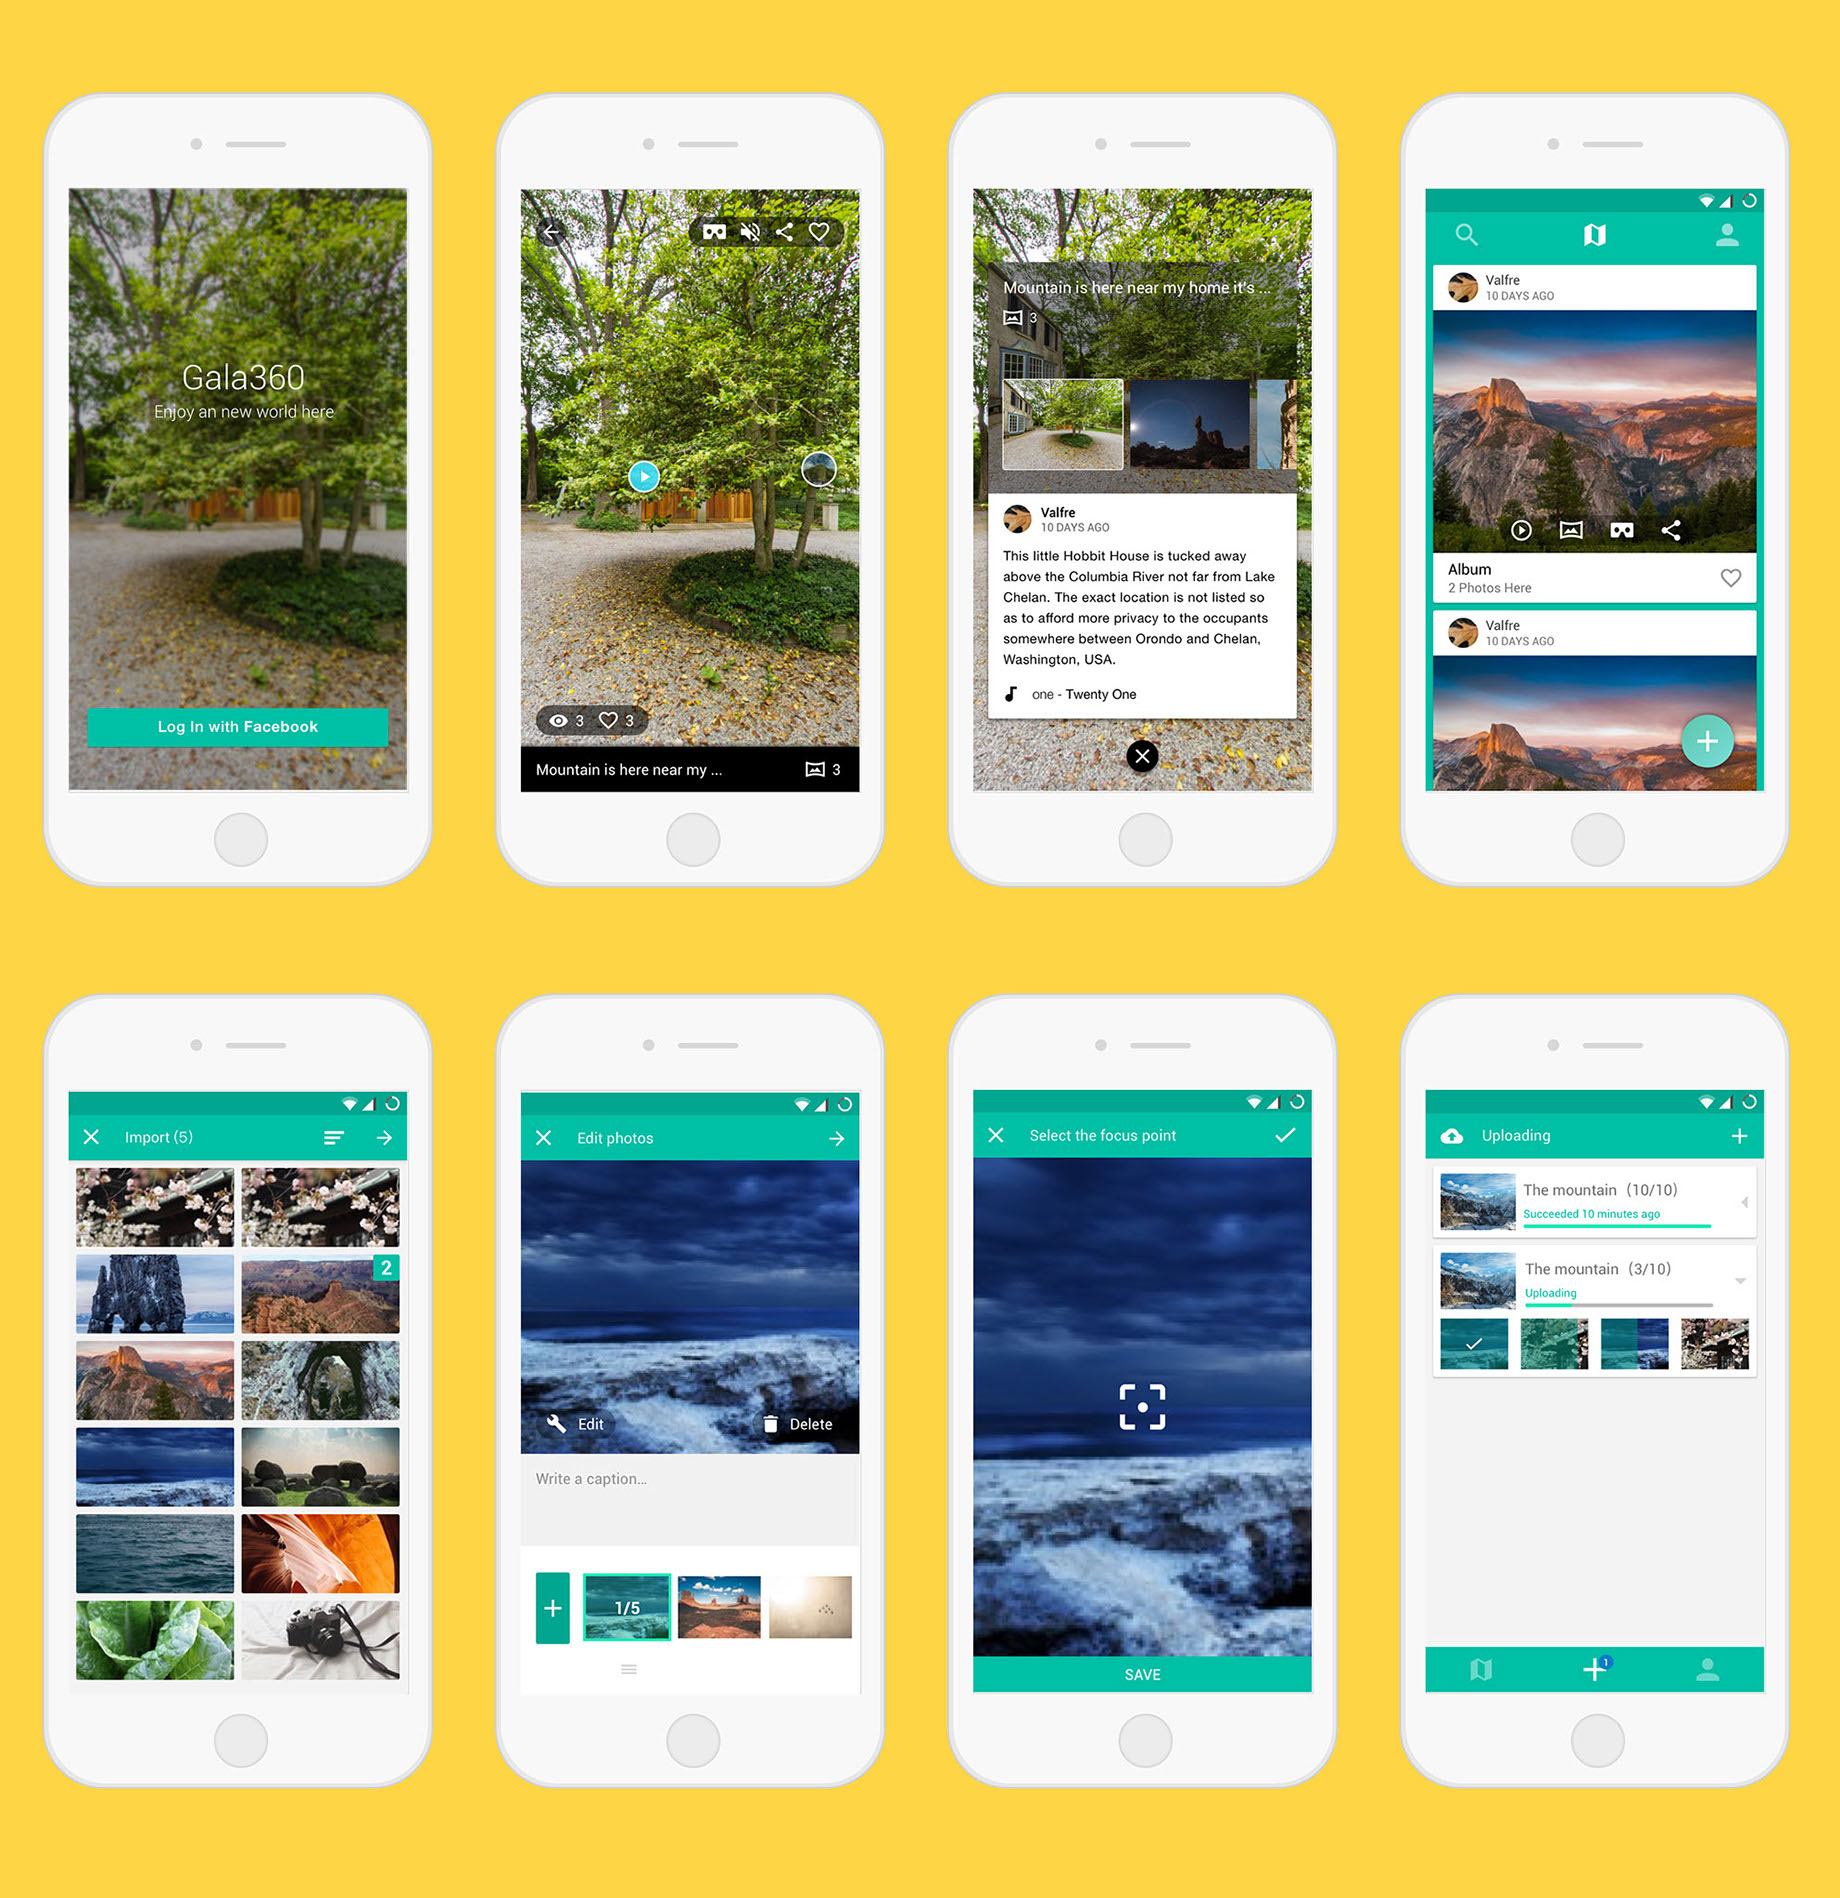 Gala360
Enjoy an new world here
Log In with Facebook
3 3
Mountain is here near my ...
3
Mountain is here near my home it's ...
3
Valfre
10 DAYS AGO
This little Hobbit House is tucked away
above the Columbia River not far from Lake
Chelan. The exact location is not listed so
as to afford more privacy to the occupants
somewhere between Orondo and Chelan,
Washington, USA.
one - Twenty One
Valfre
10 DAYS AGO
Album
2 Photos Here
Valfre
10 DAYS AGO
Import (5)
2
Edit photos
Edit
Delete
Write a caption...
1/5
Select the focus point
SAVE
Uploading
The mountain (10/10)
Succeeded 10 minutes ago
The mountain (3/10)
Uploading
1